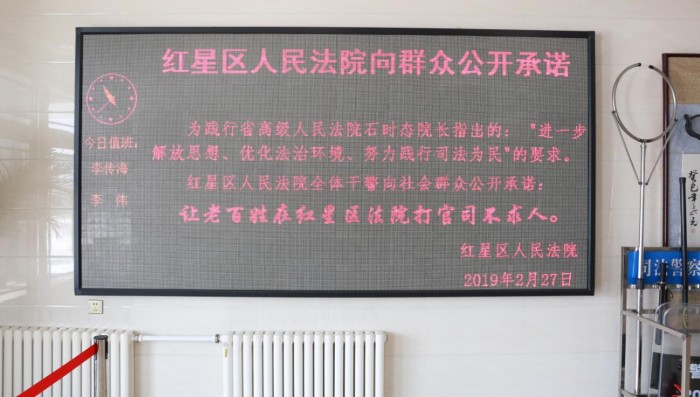 红星区人民法院向群众公开承诺
今日值班:
李传海
李 伟
为践行省高级人民法院石时态院长指出的："进一步
解放思想、优化法治环境、努力践行司法为民"的要求。
红星区人民法院全体干警向社会群众公开承诺：
让老百姓在红星区法院打官司不求人。
红星区人民法院
2019年2月27日
司法警察